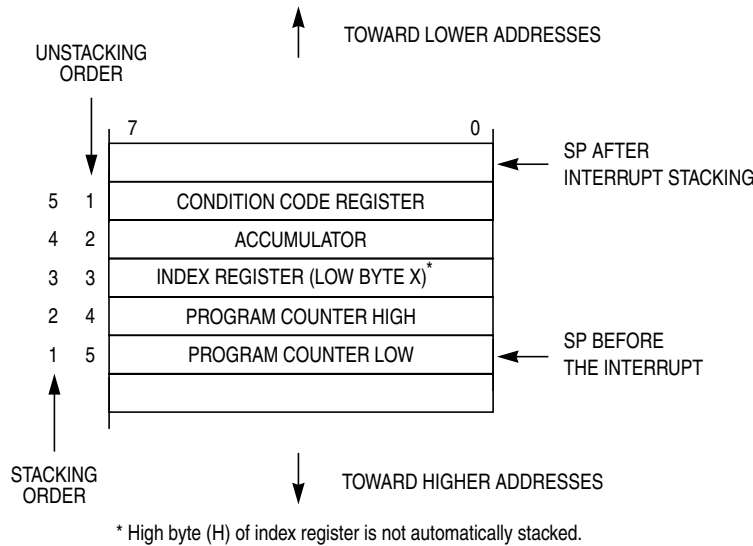 TOWARD LOWER ADDRESSES
UNSTACKING
ORDER
7 0
SP AFTER
INTERRUPT STACKING
5 1 CONDITION CODE REGISTER
4 2 ACCUMULATOR
3 3 INDEX REGISTER (LOW BYTE X)*
2 4 PROGRAM COUNTER HIGH
1 5 PROGRAM COUNTER LOW
SP BEFORE
THE INTERRUPT
STACKING
ORDER
TOWARD HIGHER ADDRESSES
* High byte (H) of index register is not automatically stacked.